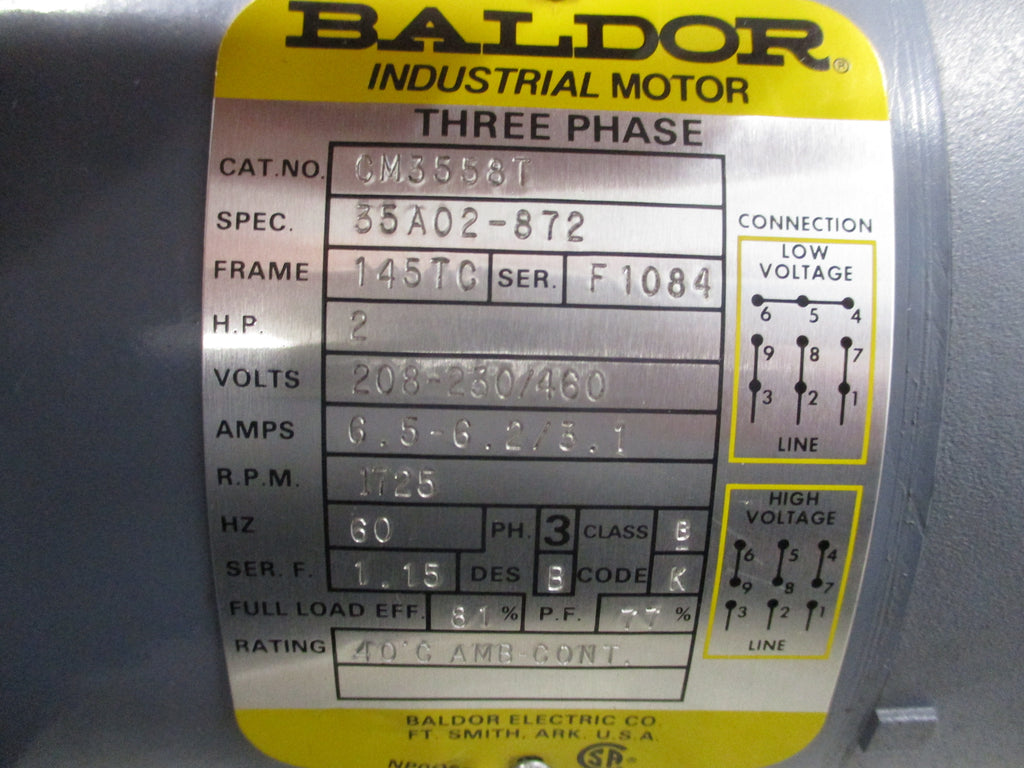 BALDOR®
INDUSTRIAL MOTOR
THREE PHASE
CAT.NO. CM3558T
SPEC. 35A02-872
FRAME 145TC SER. F1084
H.P. 2
VOLTS 208-230/460
AMPS 6.5-6.2/3.1
R.P.M. 1725
HZ 60 PH. 3 CLASS B
SER. F. 1.15 DES B CODE K
FULL LOAD EFF. 81 % P.F. 77 %
RATING 40°C AMB-CONT.
CONNECTION
LOW
VOLTAGE
6 5 4
9 8 7
3 2 1
LINE
HIGH
VOLTAGE
6 5 4
9 8 7
3 2 1
LINE
BALDOR ELECTRIC CO.
FT. SMITH, ARK. U.S.A.